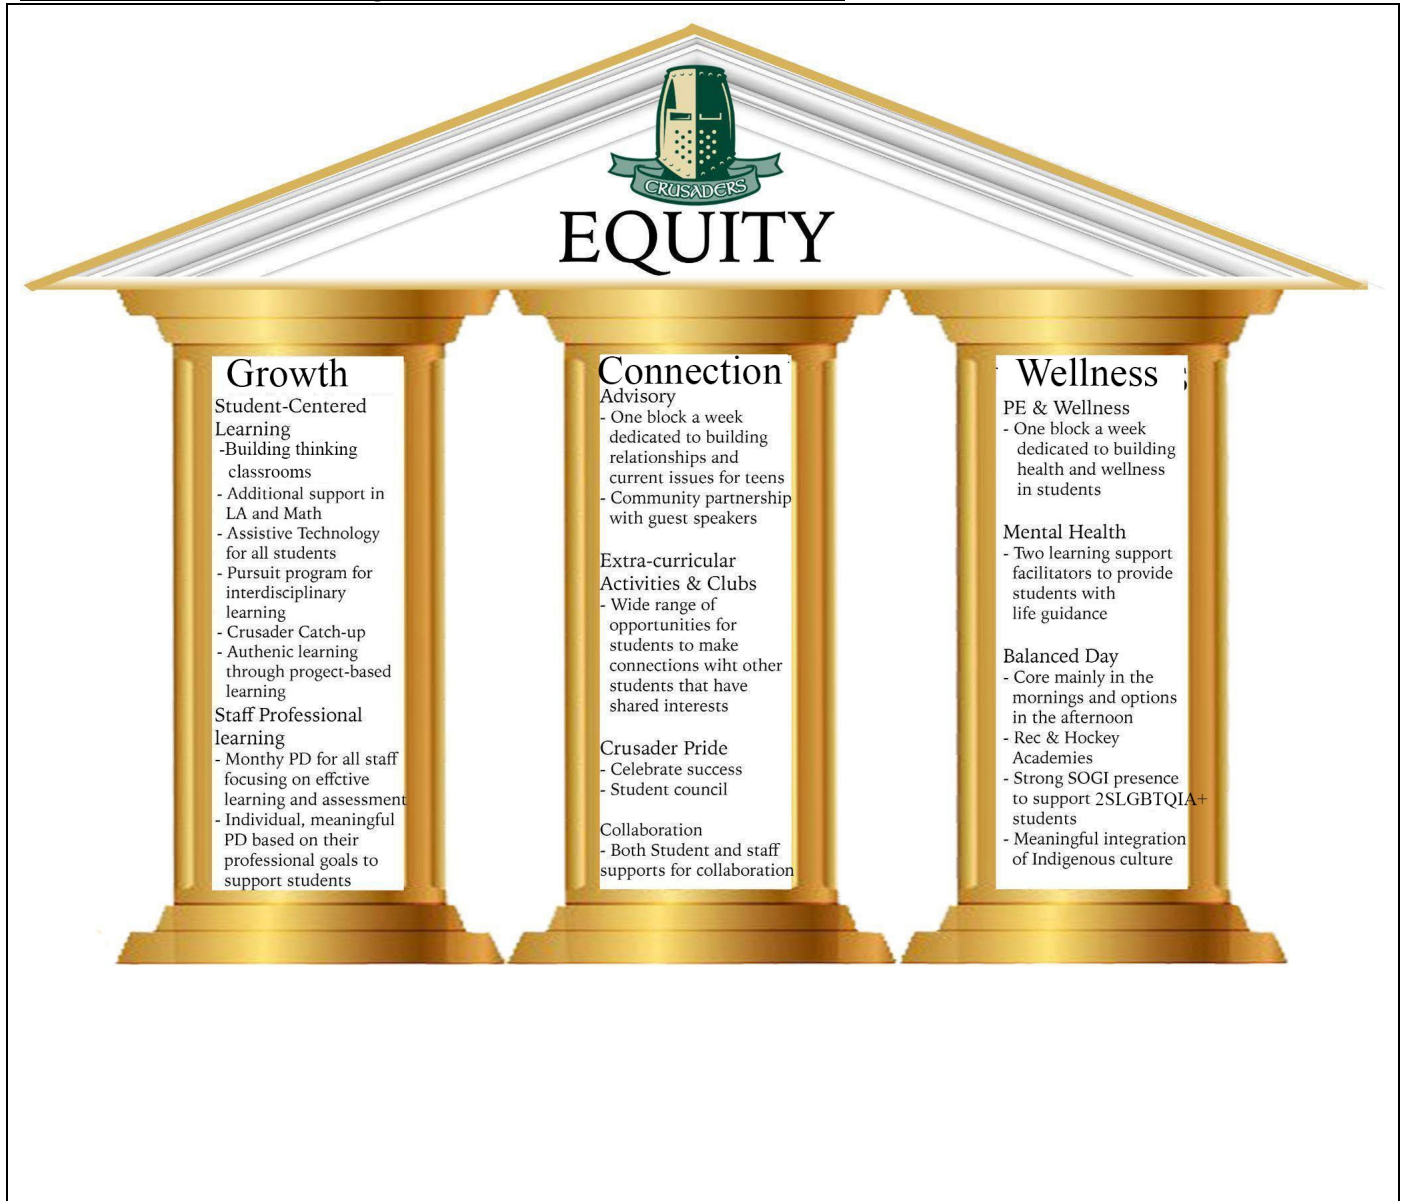 CRUSADERS
EQUITY
Growth
Student-Centered
Learning
-Building thinking
classrooms
- Additional support in
LA and Math
- Assistive Technology
for all students
- Pursuit program for
interdisciplinary
learning
- Crusader Catch-up
- Authenic learning
through progect-based
learning
Staff Professional
learning
- Monthy PD for all staff
focusing on effctive
learning and assessment
- Individual, meaningful
PD based on their
professional goals to
support students
Connection
Advisory
- One block a week
dedicated to building
relationships and
current issues for teens
- Community partnership
with guest speakers
Extra-curricular
Activities & Clubs
- Wide range of
opportunities for
students to make
connections wiht other
students that have
shared interests
Crusader Pride
- Celebrate success
- Student council
Collaboration
- Both Student and staff
supports for collaboration
Wellness
PE & Wellness
- One block a week
dedicated to building
health and wellness
in students
Mental Health
- Two learning support
facilitators to provide
students with
life guidance
Balanced Day
- Core mainly in the
mornings and options
in the afternoon
- Rec & Hockey
Academies
- Strong SOGI presence
to support 2SLGBTQIA+
students
- Meaningful integration
of Indigenous culture